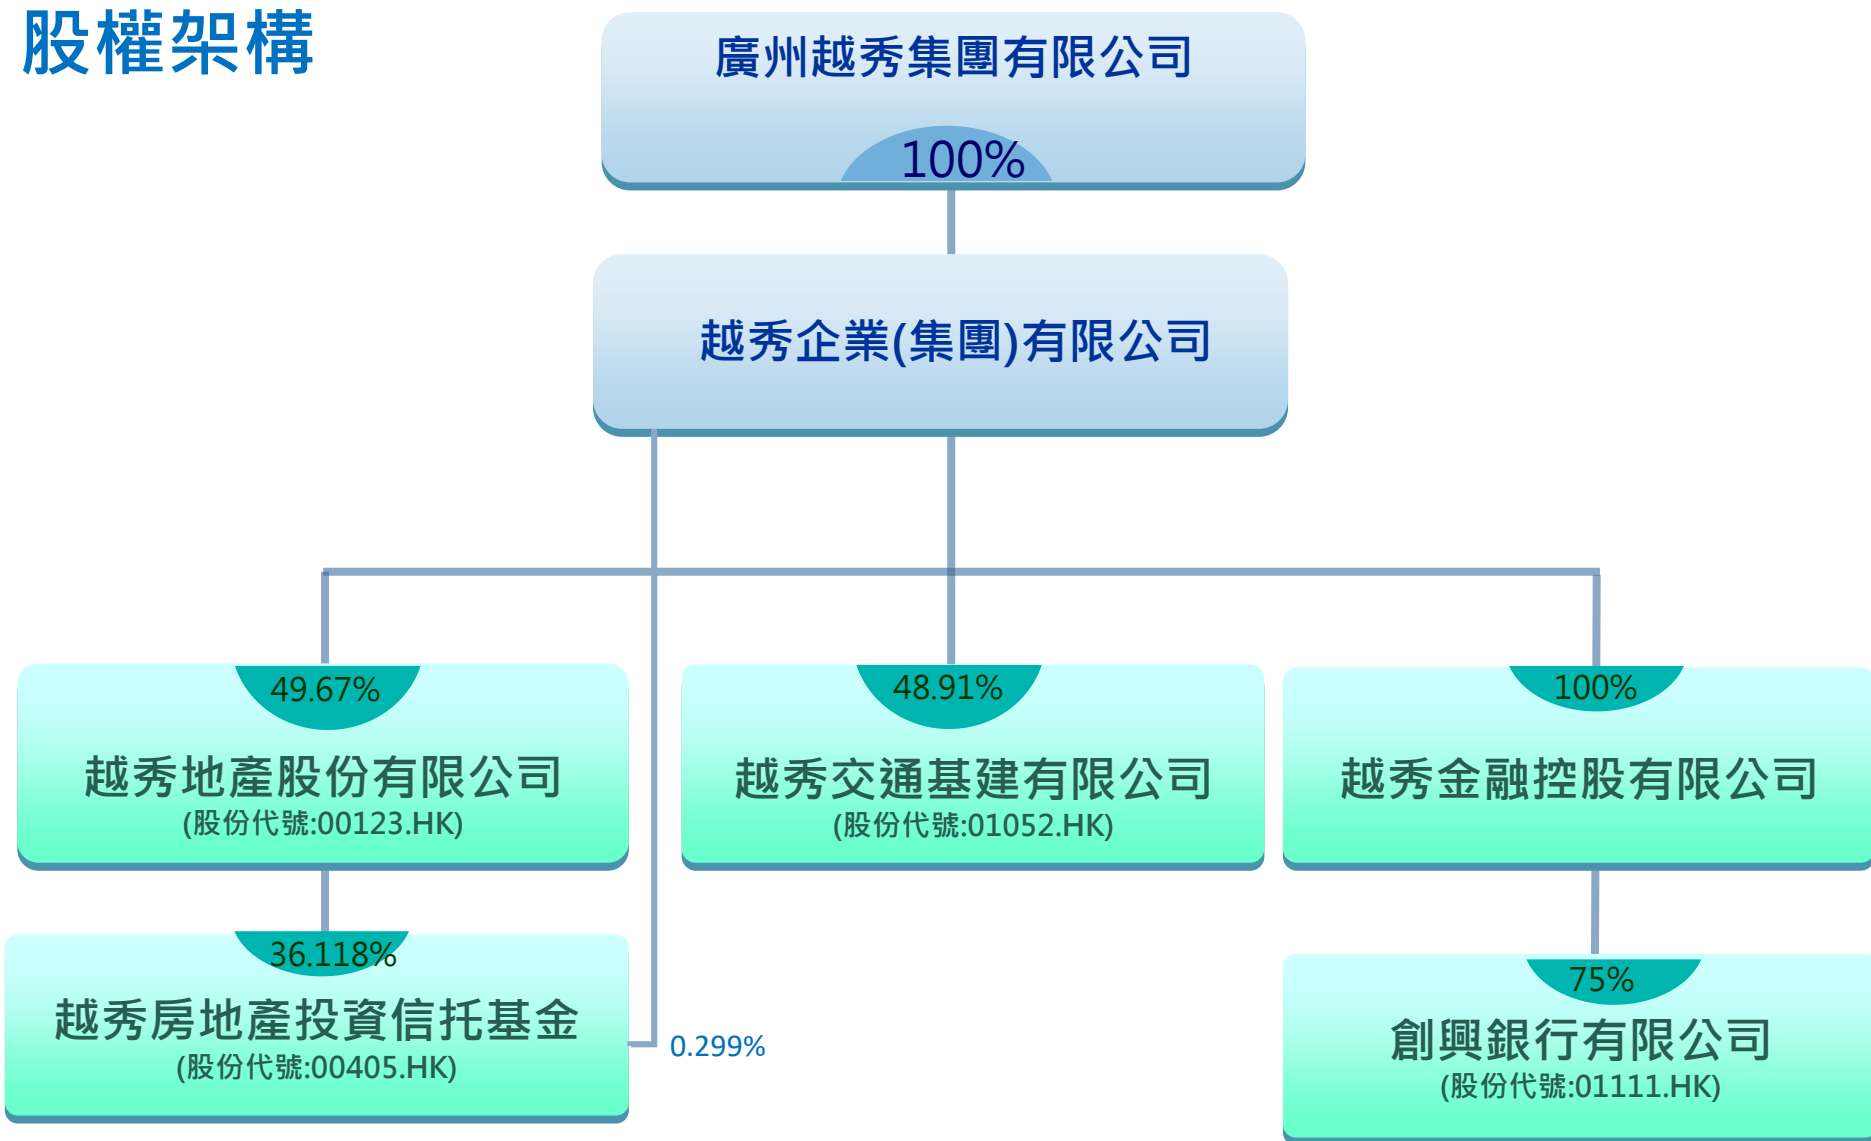 股權架構
廣州越秀集團有限公司
100%
越秀企業(集團)有限公司
49.67%
越秀地產股份有限公司
(股份代號:00123.HK)
48.91%
越秀交通基建有限公司
(股份代號:01052.HK)
100%
越秀金融控股有限公司
36.118%
越秀房地產投資信托基金
(股份代號:00405.HK)
0.299%
75%
創興銀行有限公司
(股份代號:01111.HK)